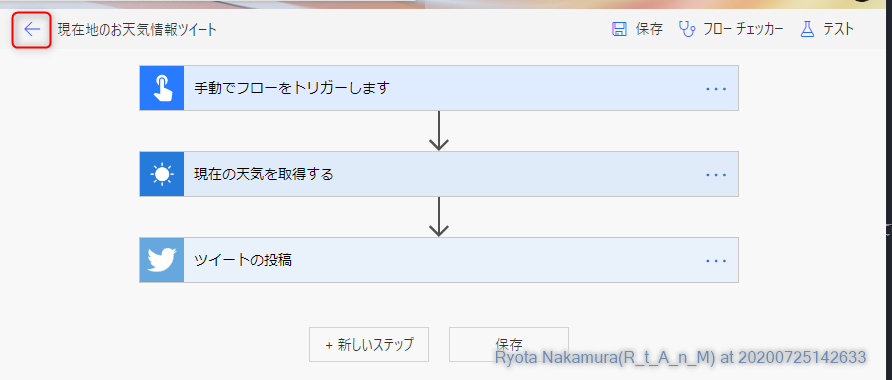 現在地のお天気情報ツイート 保存 フロー チェッカー テスト
手動でフローをトリガーします
現在の天気を取得する
ツイートの投稿
+ 新しいステップ 保存
Ryota Nakamura(R_t_A_n_M) at 20200725142633